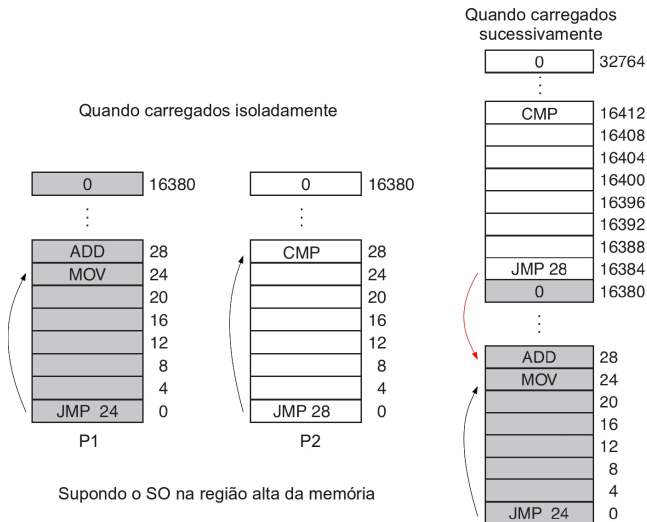 Quando carregados isoladamente
0 16380
⋮
ADD 28
MOV 24
20
16
12
8
4
JMP 24 0
P1
0 16380
⋮
CMP 28
24
20
16
12
8
4
JMP 28 0
P2
Supondo o SO na região alta da memória
Quando carregados
sucessivamente
0 32764
⋮
CMP 16412
16408
16404
16400
16396
16392
16388
JMP 28 16384
0 16380
⋮
ADD 28
MOV 24
20
16
12
8
4
JMP 24 0